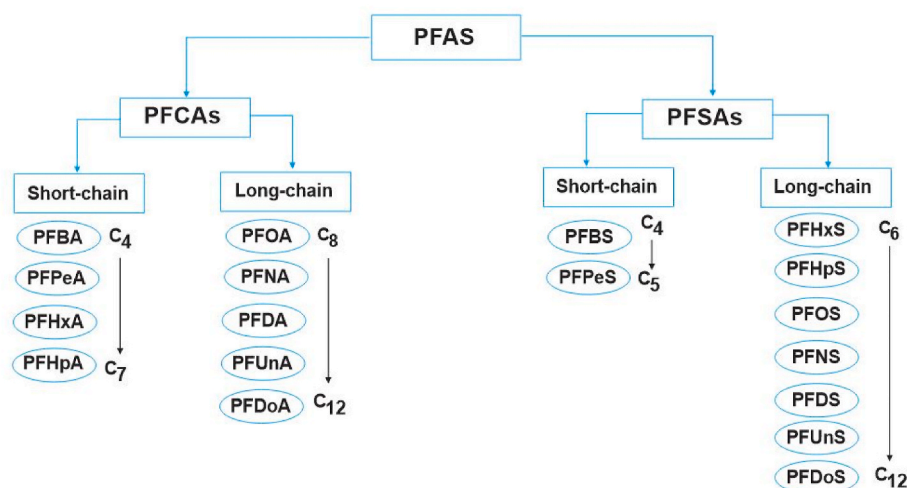 PFAS
PFCAs
PFSAs
Short-chain
Long-chain
Short-chain
Long-chain
PFBA C4
PFPeA
PFHxA
PFHpA C7
PFOA C8
PFNA
PFDA
PFUnA
PFDoA C12
PFBS C4
PFPeS C5
PFHxS C6
PFHpS
PFOS
PFNS
PFDS
PFUnS
PFDoS C12